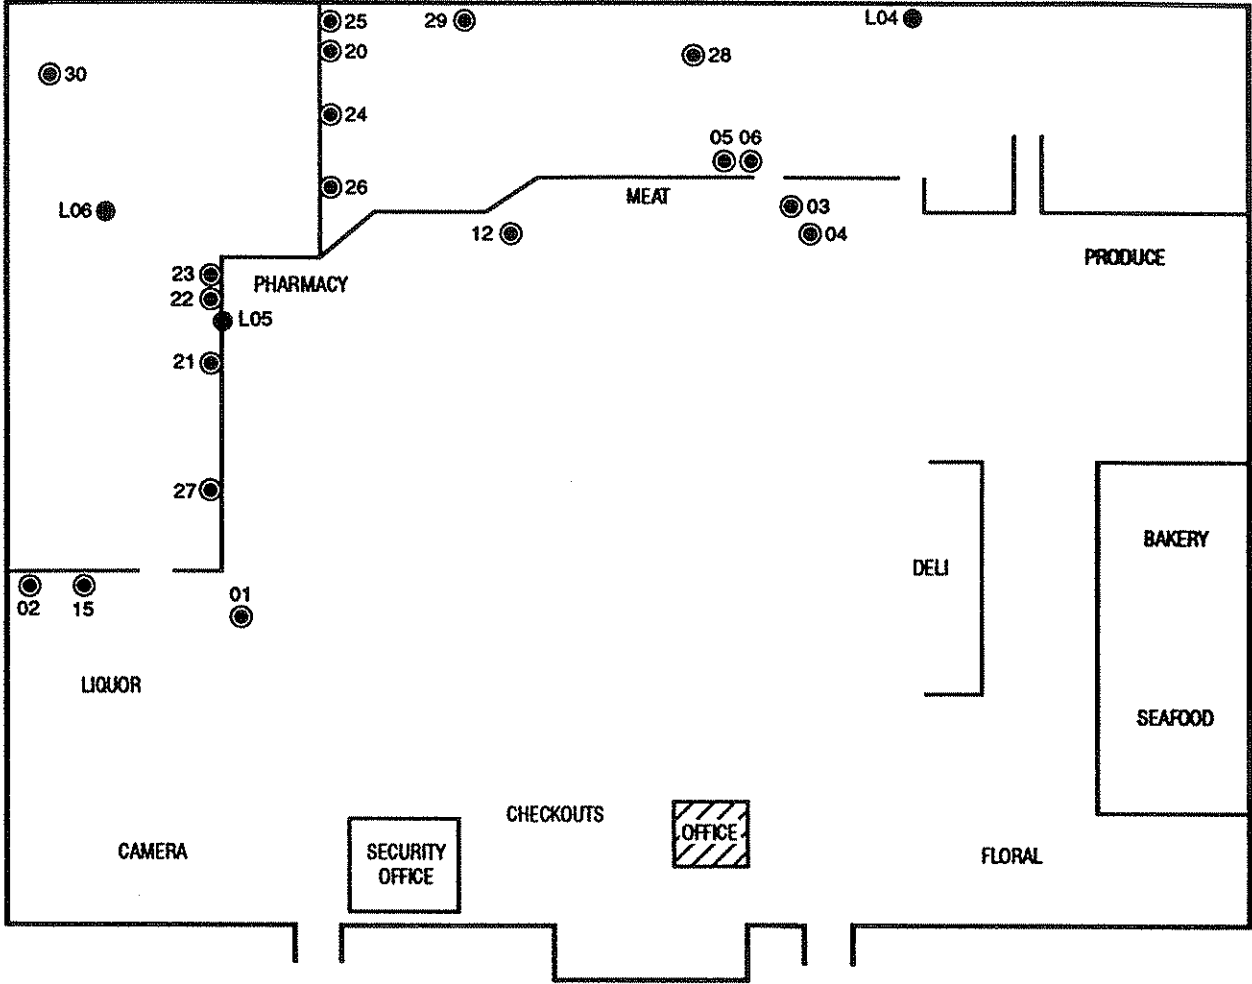 25
29
L04
20
28
30
24
05 06
26
MEAT
L06
03
12
04
PRODUCE
23
PHARMACY
22
L05
21
27
BAKERY
DELI
02
15
01
LIQUOR
SEAFOOD
CHECKOUTS
OFFICE
CAMERA
SECURITY
OFFICE
FLORAL